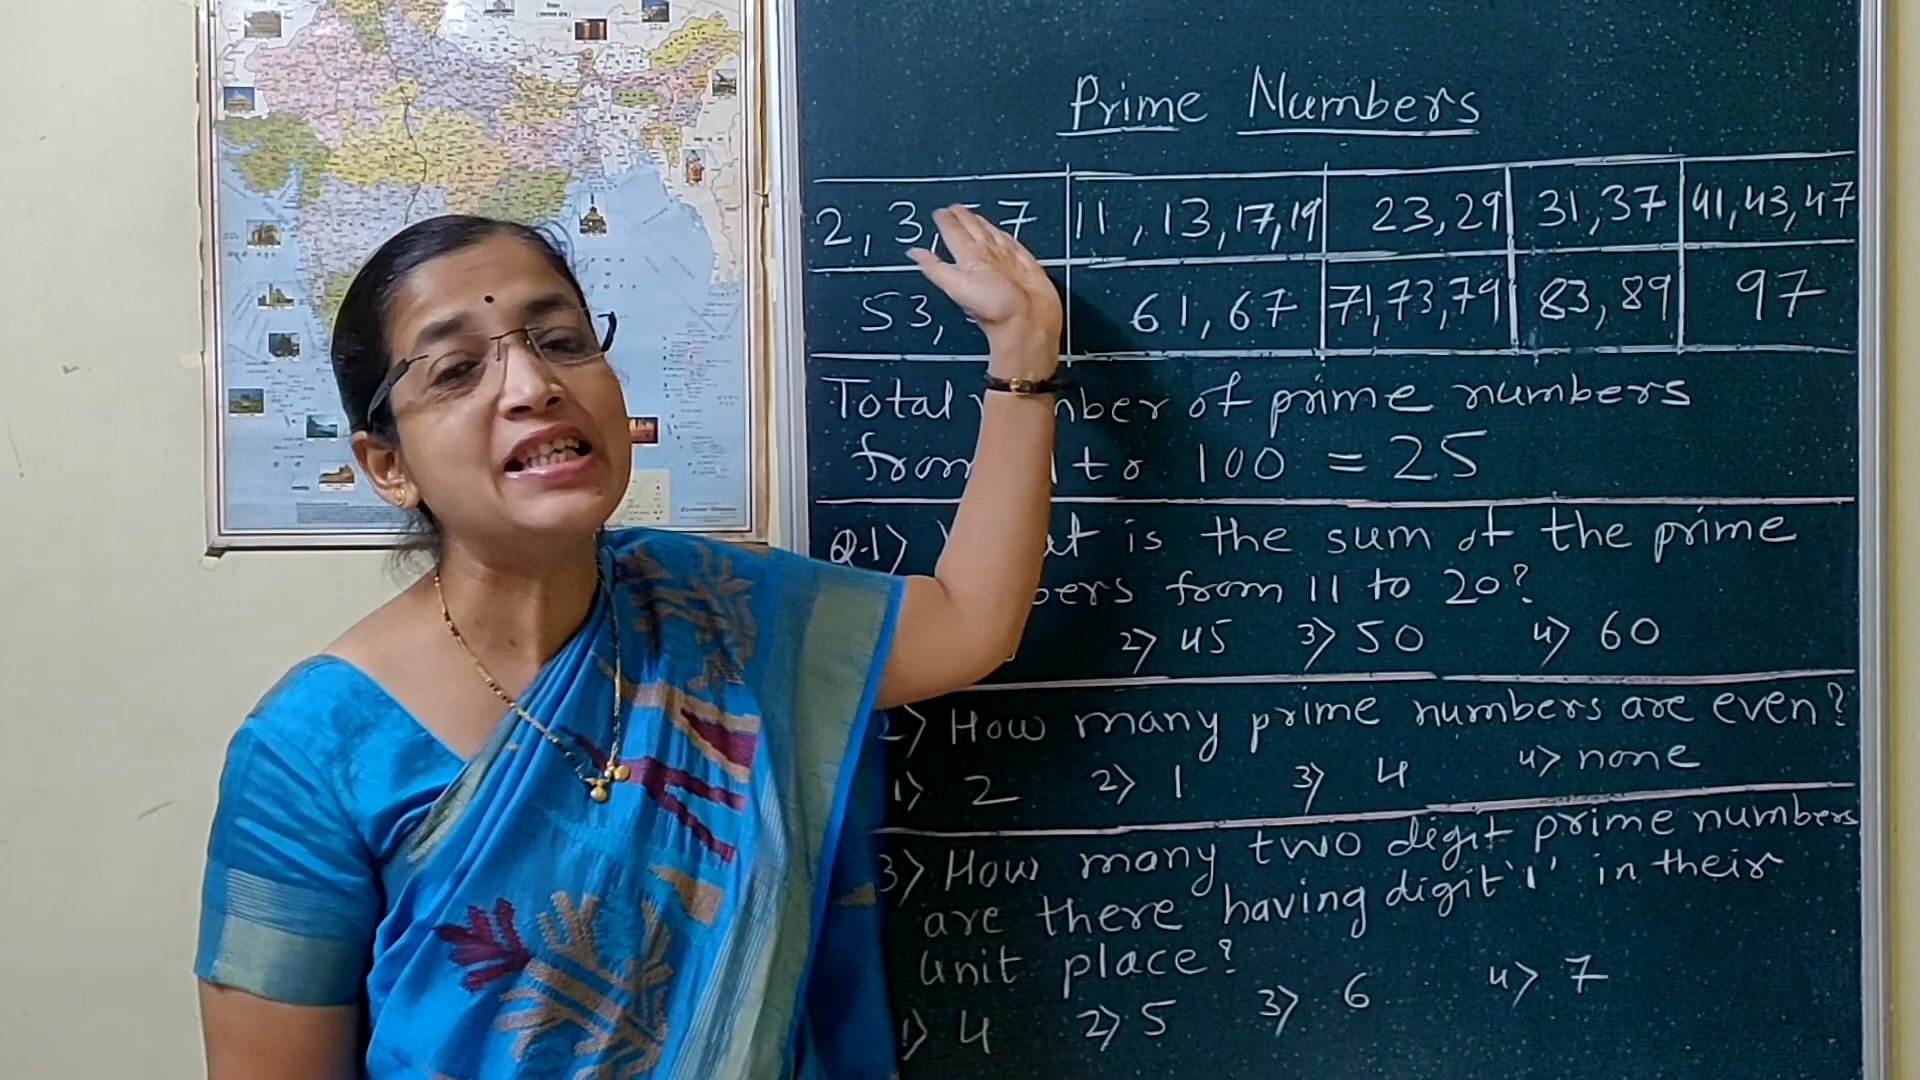 Prime Numbers
2, 3, 7 11, 13, 17, 19 23, 29 31, 37 41, 43, 47
53, 61, 67 71, 73, 79 83, 89 97
Total of prime numbers
to 100 = 25
Q.1) is the sum of the prime
from 11 to 20?
2) 45 3) 50 4) 60
How many prime numbers are even?
1) 2 2) 1 3) 4 4) none
3) How many two digit prime numbers
are there having digit '1' in their
unit place?
1) 4 2) 5 3) 6 4) 7